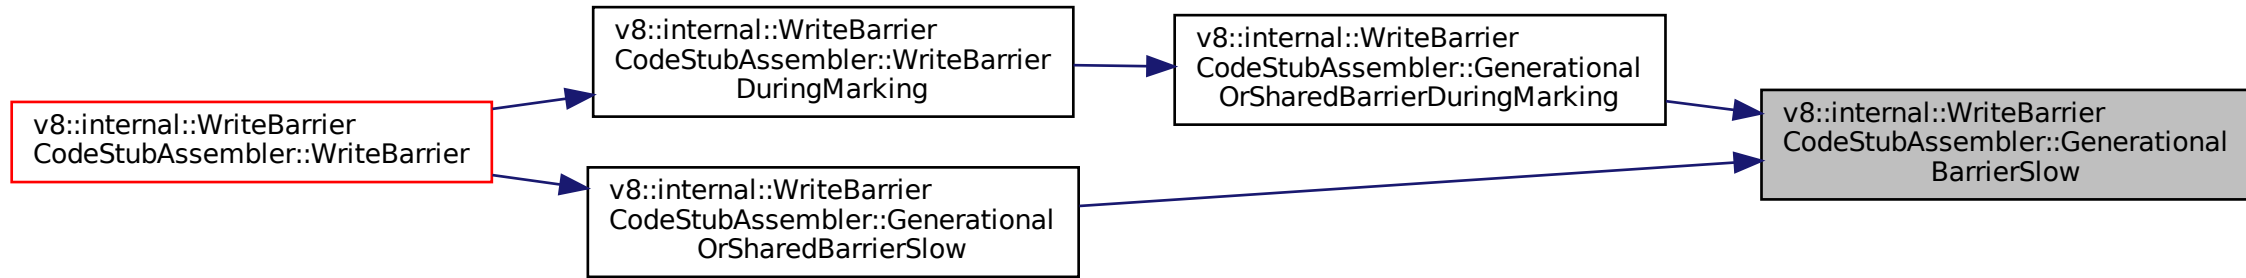 v8::internal::WriteBarrier
CodeStubAssembler::WriteBarrier
v8::internal::WriteBarrier
CodeStubAssembler::WriteBarrier
DuringMarking
v8::internal::WriteBarrier
CodeStubAssembler::Generational
OrSharedBarrierSlow
v8::internal::WriteBarrier
CodeStubAssembler::Generational
OrSharedBarrierDuringMarking
v8::internal::WriteBarrier
CodeStubAssembler::Generational
BarrierSlow